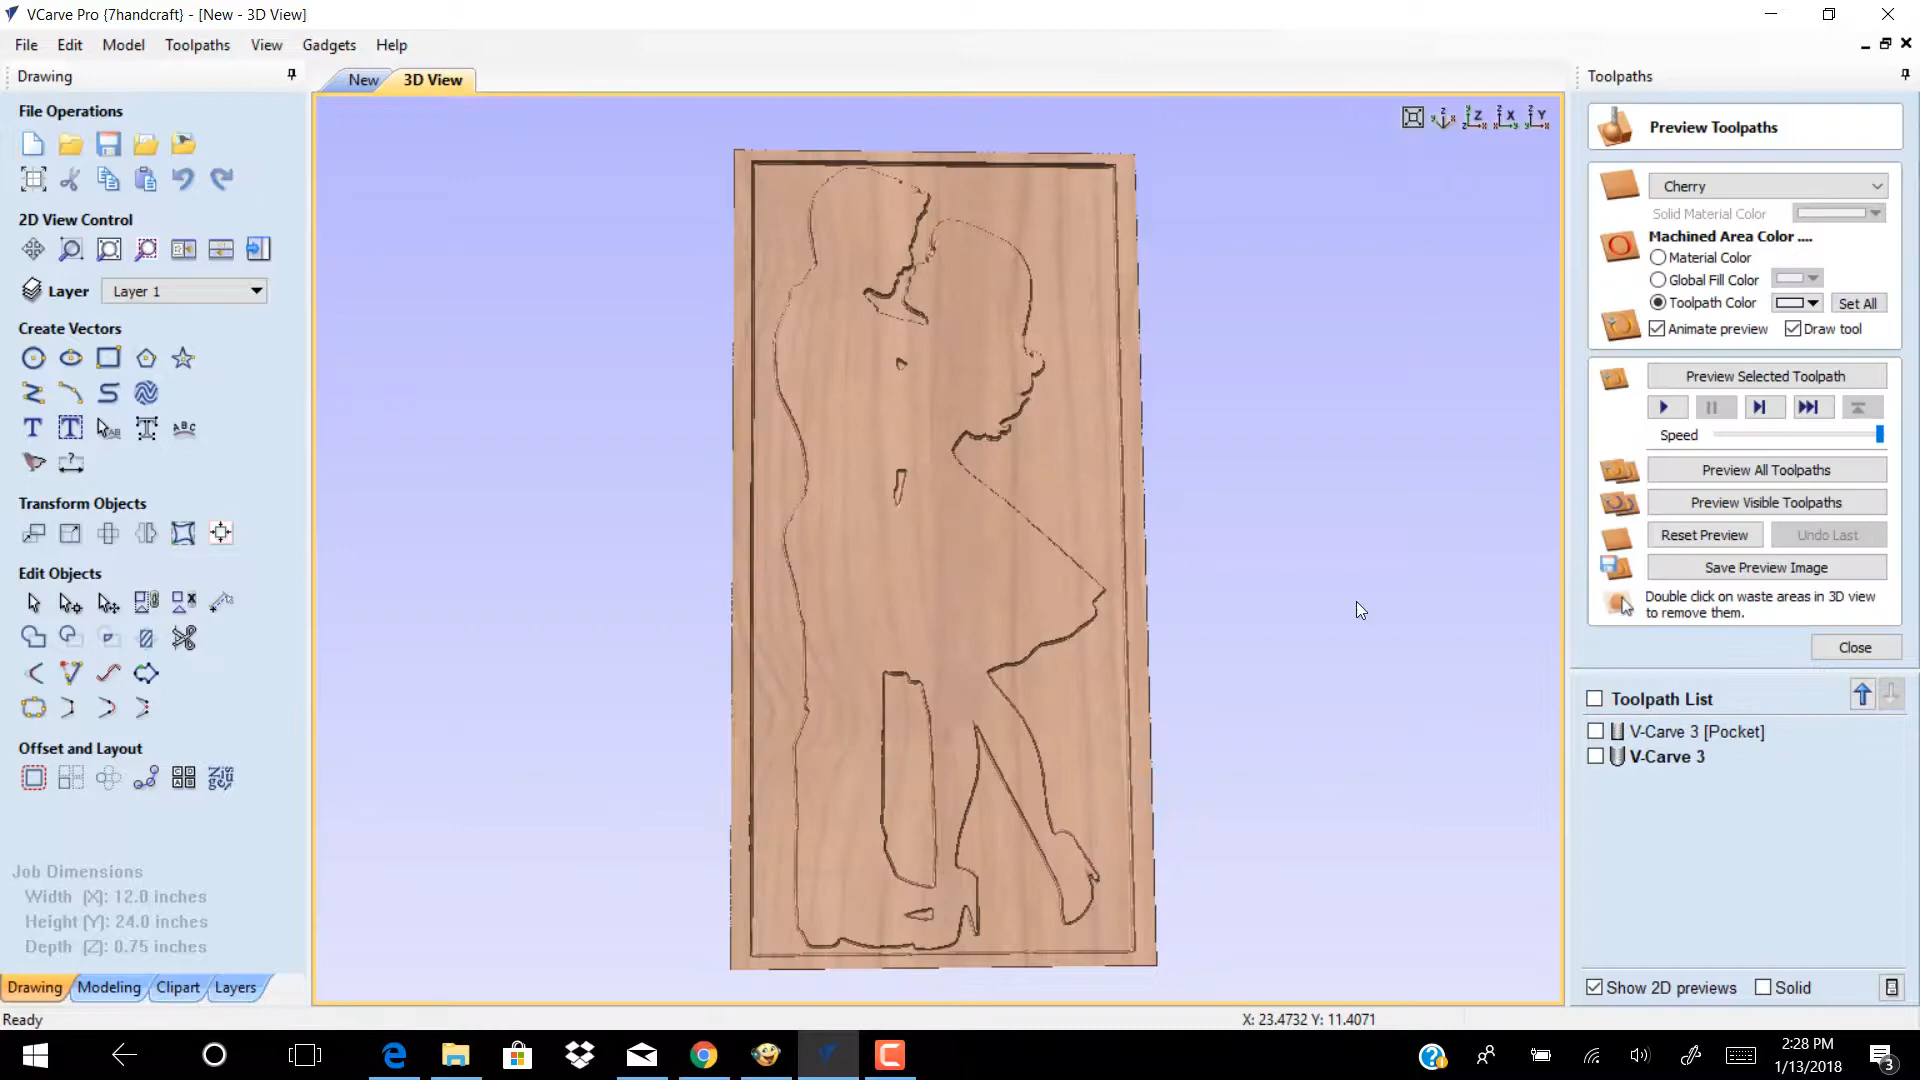 VCarve Pro {7handcraft} - [New - 3D View]
File Edit Model Toolpaths View Gadgets Help
Drawing
File Operations
2D View Control
Layer Layer 1
Create Vectors
Transform Objects
Edit Objects
Offset and Layout
Job Dimensions
Width (X): 12.0 inches
Height (Y): 24.0 inches
Depth (Z): 0.75 inches
Drawing Modeling Clipart Layers
Ready
New 3D View
X: 23.4732 Y: 11.4071
Toolpaths
Preview Toolpaths
Cherry
Solid Material Color
Machined Area Color ....
Material Color
Global Fill Color
Toolpath Color Set All
Animate preview Draw tool
Preview Selected Toolpath
Speed
Preview All Toolpaths
Preview Visible Toolpaths
Reset Preview Undo Last
Save Preview Image
Double click on waste areas in 3D view
to remove them.
Close
Toolpath List
V-Carve 3 [Pocket]
V-Carve 3
Show 2D previews Solid
2:28 PM
1/13/2018
3